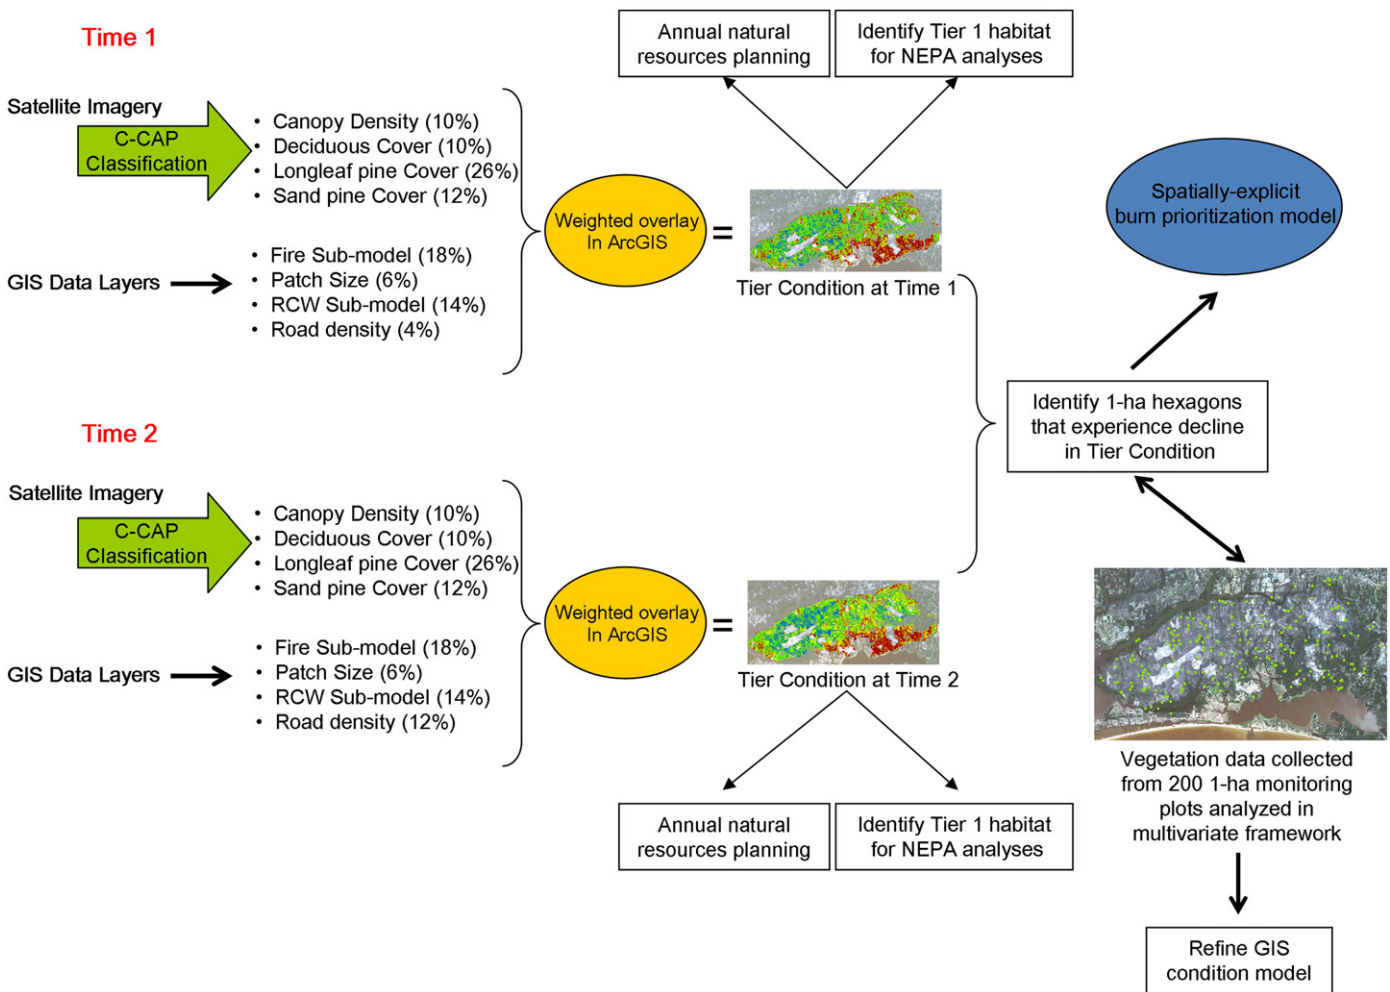 Time 1
Satellite Imagery
C-CAP
Classification
• Canopy Density (10%)
• Deciduous Cover (10%)
• Longleaf pine Cover (26%)
• Sand pine Cover (12%)
GIS Data Layers
• Fire Sub-model (18%)
• Patch Size (6%)
• RCW Sub-model (14%)
• Road density (4%)
Weighted overlay
In ArcGIS
=
Tier Condition at Time 1
Annual natural
resources planning
Identify Tier 1 habitat
for NEPA analyses
Time 2
Satellite Imagery
C-CAP
Classification
• Canopy Density (10%)
• Deciduous Cover (10%)
• Longleaf pine Cover (26%)
• Sand pine Cover (12%)
GIS Data Layers
• Fire Sub-model (18%)
• Patch Size (6%)
• RCW Sub-model (14%)
• Road density (12%)
Weighted overlay
In ArcGIS
=
Tier Condition at Time 2
Annual natural
resources planning
Identify Tier 1 habitat
for NEPA analyses
Spatially-explicit
burn prioritization model
Identify 1-ha hexagons
that experience decline
in Tier Condition
Vegetation data collected
from 200 1-ha monitoring
plots analyzed in
multivariate framework
Refine GIS
condition model